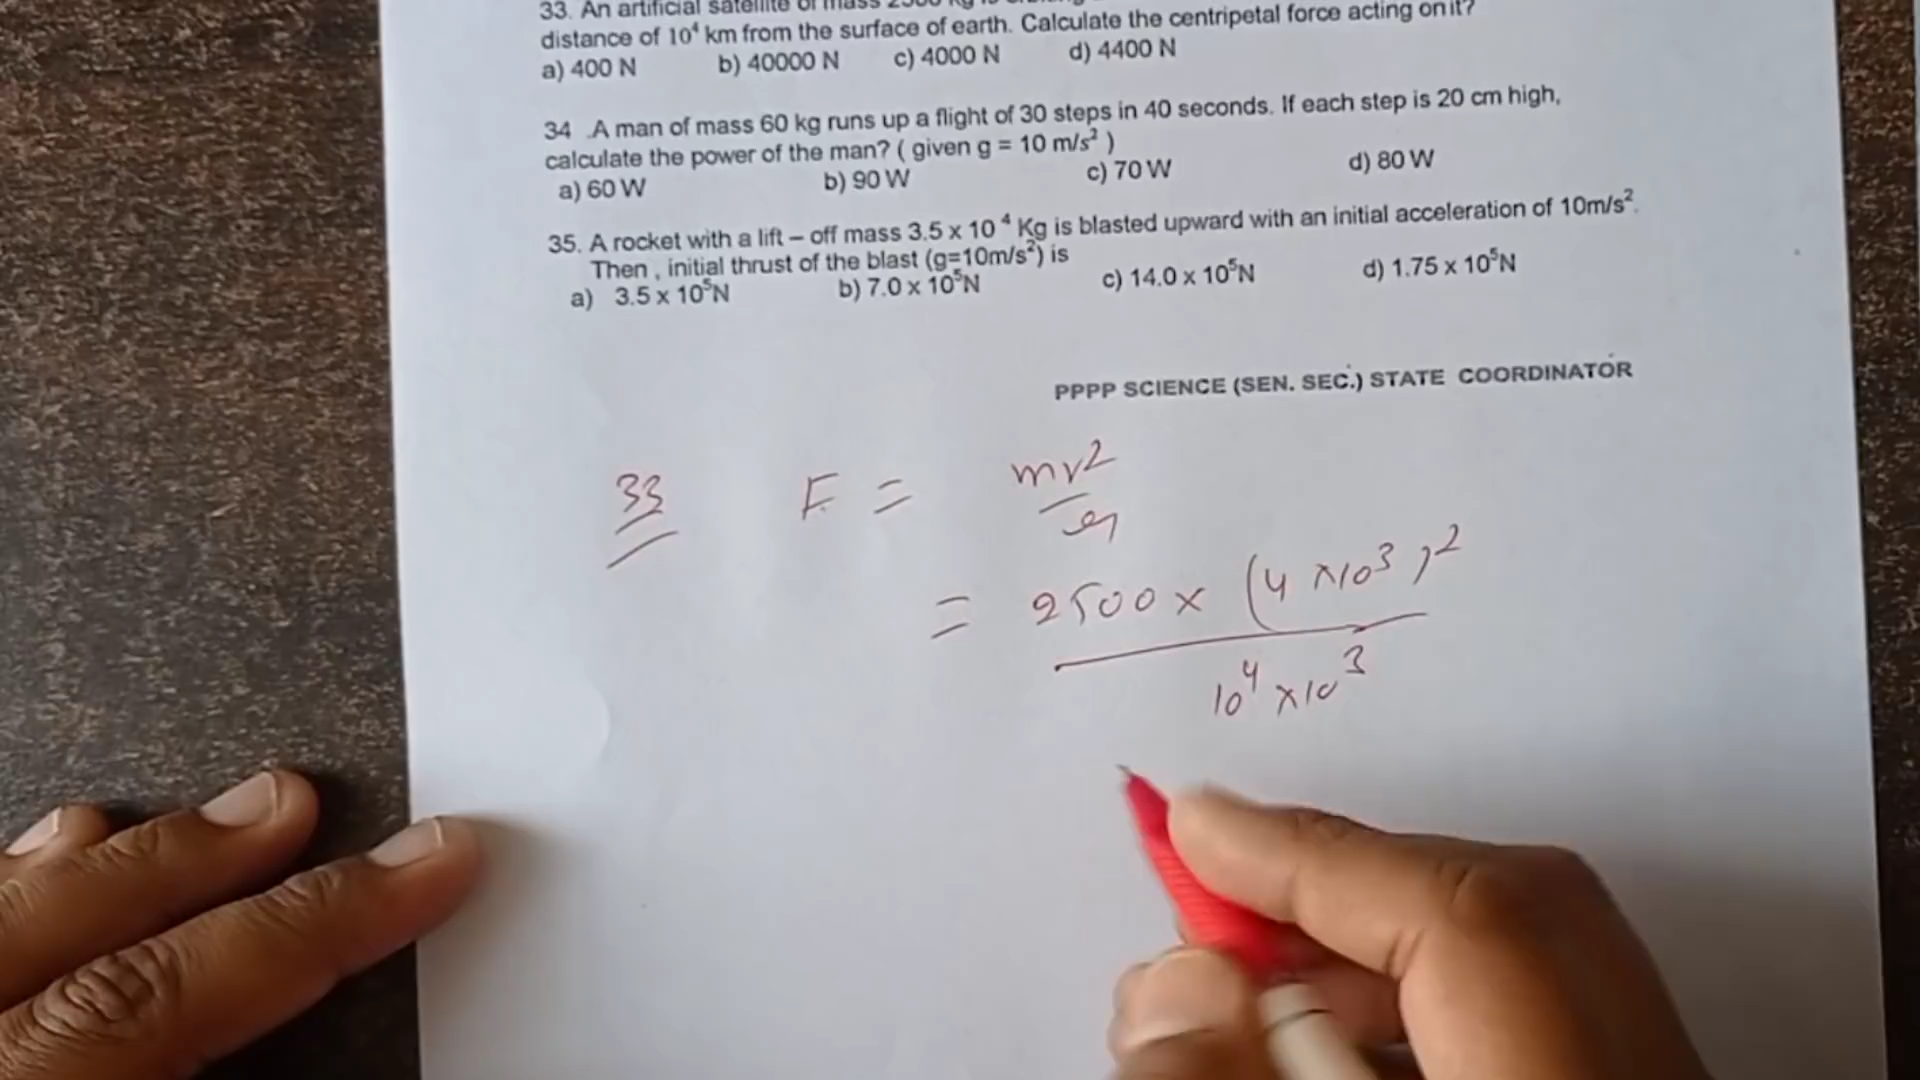 33. An artificial satellite of mass 2500 kg is
distance of 10⁴ km from the surface of earth. Calculate the centripetal force acting on it?
a) 400 N b) 40000 N c) 4000 N d) 4400 N
34 .A man of mass 60 kg runs up a flight of 30 steps in 40 seconds. If each step is 20 cm high,
calculate the power of the man? ( given g = 10 m/s² )
a) 60 W b) 90 W c) 70 W d) 80 W
35. A rocket with a lift – off mass 3.5 x 10 ⁴ Kg is blasted upward with an initial acceleration of 10m/s².
Then , initial thrust of the blast (g=10m/s²) is
a) 3.5 x 10⁵N b) 7.0 x 10⁵N c) 14.0 x 10⁵N d) 1.75 x 10⁵N
PPPP SCIENCE (SEN. SEC.) STATE COORDINATOR
33 F = mv²
r
= 2500 × (4 ×10³)²
10⁴ ×10³